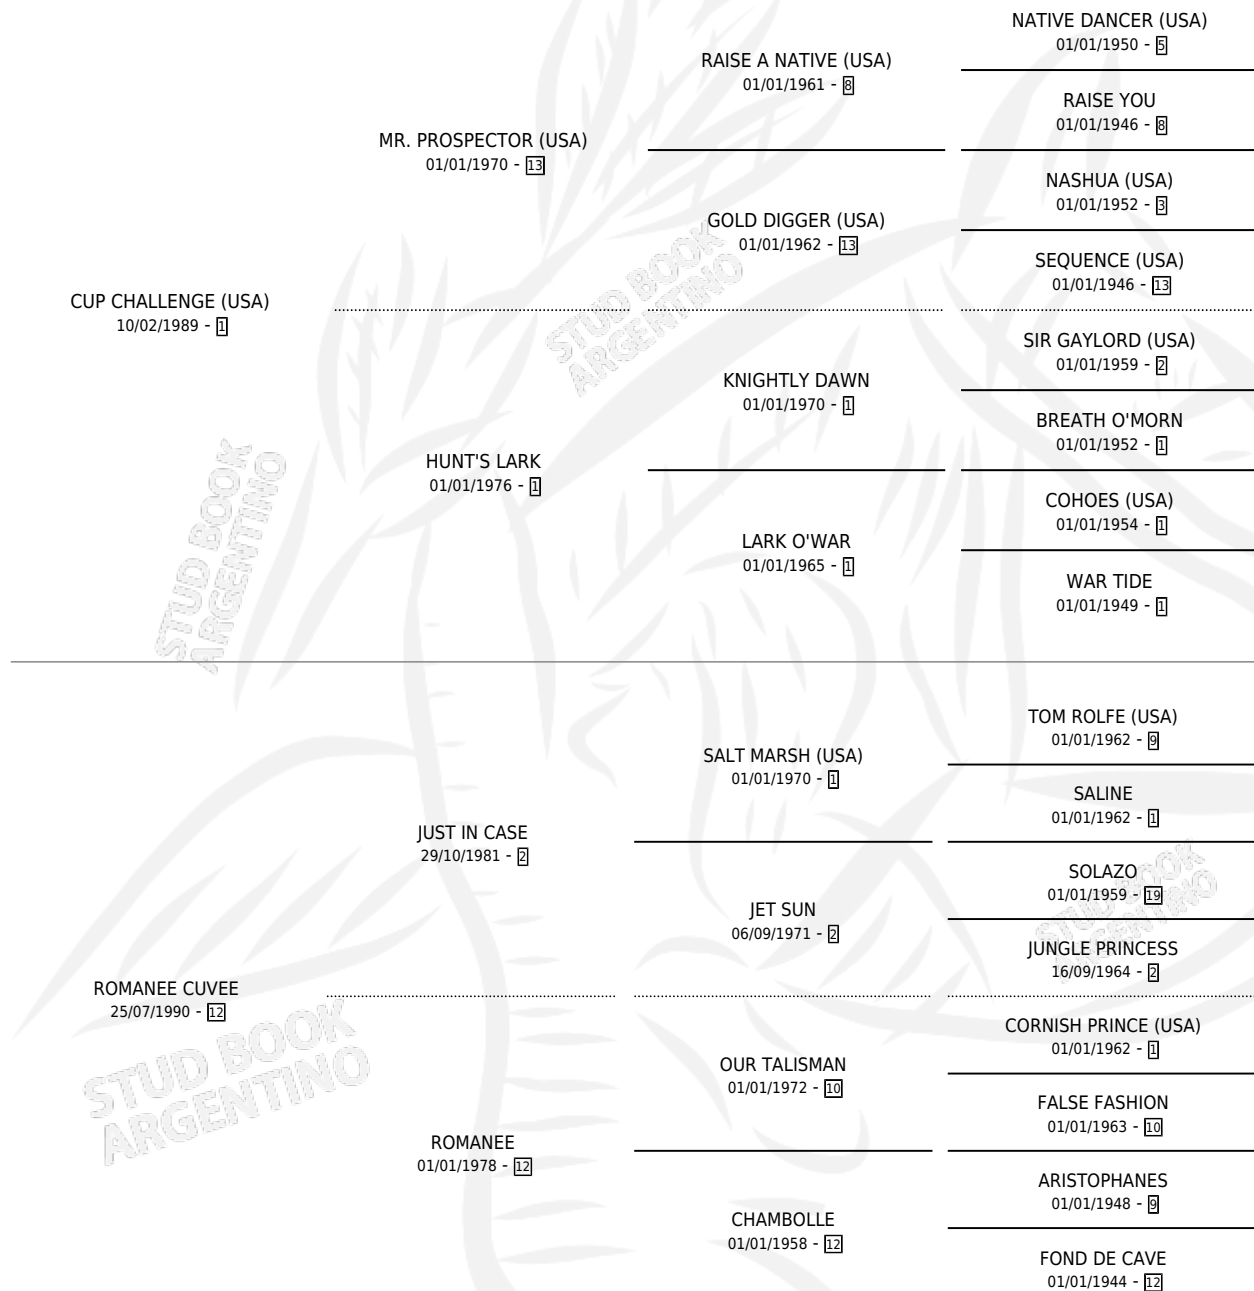 NATIVE DANCER (USA)
01/01/1950 - 5
RAISE A NATIVE (USA)
01/01/1961 - 8
RAISE YOU
01/01/1946 - 8
MR. PROSPECTOR (USA)
01/01/1970 - 13
NASHUA (USA)
01/01/1952 - 3
GOLD DIGGER (USA)
01/01/1962 - 13
SEQUENCE (USA)
01/01/1946 - 13
CUP CHALLENGE (USA)
10/02/1989 - 1
STUD BOOK
ARGENTINO
SIR GAYLORD (USA)
01/01/1959 - 2
KNIGHTLY DAWN
01/01/1970 - 1
BREATH O'MORN
01/01/1952 - 1
HUNT'S LARK
01/01/1976 - 1
COHOES (USA)
01/01/1954 - 1
LARK O'WAR
01/01/1965 - 1
WAR TIDE
01/01/1949 - 1
STUD BOOK
ARGENTINO
TOM ROLFE (USA)
01/01/1962 - 9
SALT MARSH (USA)
01/01/1970 - 1
SALINE
01/01/1962 - 1
JUST IN CASE
29/10/1981 - 2
SOLAZO
01/01/1959 - 19
JET SUN
06/09/1971 - 2
JUNGLE PRINCESS
16/09/1964 - 2
STUD BOOK
ARGENTINO
ROMANEE CUVEE
25/07/1990 - 12
CORNISH PRINCE (USA)
01/01/1962 - 1
OUR TALISMAN
01/01/1972 - 10
FALSE FASHION
01/01/1963 - 10
STUD BOOK
ARGENTINO
ROMANEE
01/01/1978 - 12
ARISTOPHANES
01/01/1948 - 9
CHAMBOLLE
01/01/1958 - 12
FOND DE CAVE
01/01/1944 - 12